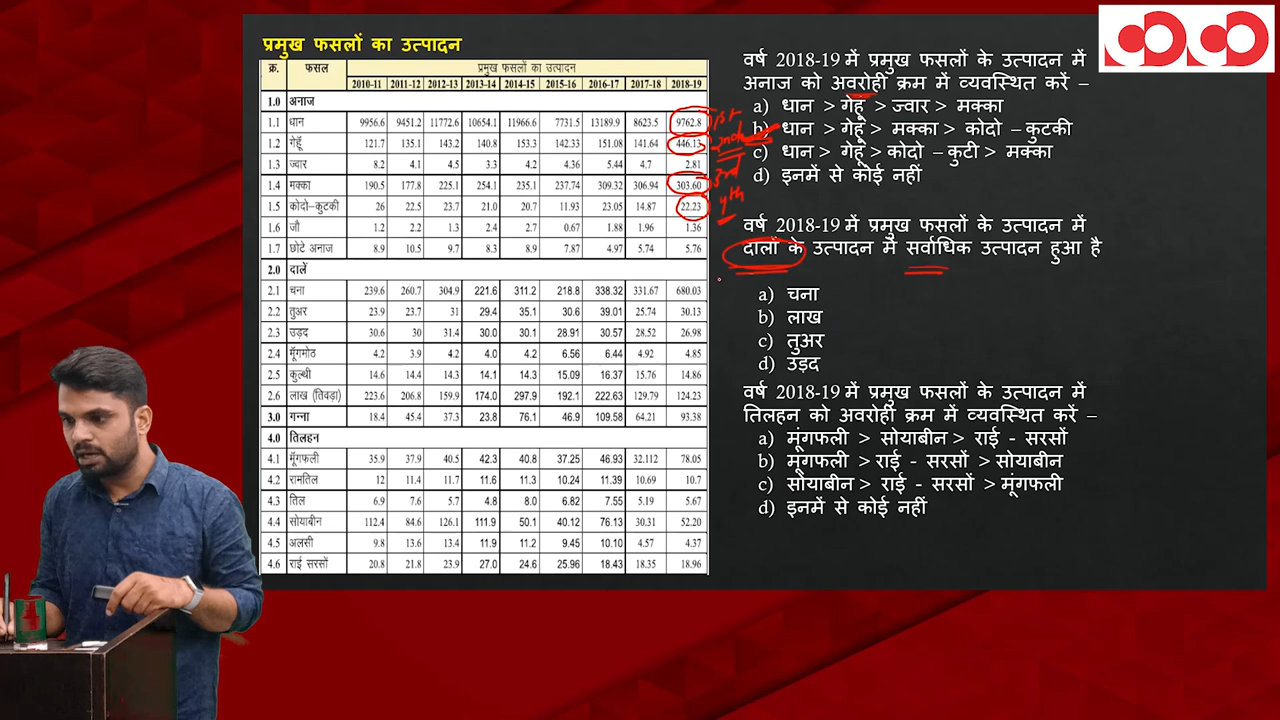 प्रमुख फसलों का उत्पादन
क्र. फसल प्रमुख फसलों का उत्पादन
2010-11 2011-12 2012-13 2013-14 2014-15 2015-16 2016-17 2017-18 2018-19
1.0 अनाज
1.1 धान 9956.6 9451.2 11772.6 10654.1 11966.6 7731.5 13189.9 8623.5 9762.8 1st
1.2 गेहूँ 121.7 135.1 143.2 140.8 153.3 142.33 151.08 141.64 446.13 2nd
1.3 ज्वार 8.2 4.1 4.5 3.3 4.2 4.36 5.44 4.7 2.81
1.4 मक्का 190.5 177.8 225.1 254.1 235.1 237.74 309.32 306.94 303.60 3rd
1.5 कोदो-कुटकी 26 22.5 23.7 21.0 20.7 11.93 23.05 14.87 22.23 4th
1.6 जौ 1.2 2.2 1.3 2.4 2.7 0.67 1.88 1.96 1.36
1.7 छोटे अनाज 8.9 10.5 9.7 8.3 8.9 7.87 4.97 5.74 5.76
2.0 दालें
2.1 चना 239.6 260.7 304.9 221.6 311.2 218.8 338.32 331.67 680.03
2.2 तुअर 23.9 23.7 31 29.4 35.1 30.6 39.01 25.74 30.13
2.3 उड़द 30.6 30 31.4 30.0 30.1 28.91 30.57 28.52 26.98
2.4 मूँगमोठ 4.2 3.9 4.2 4.0 4.2 6.56 6.44 4.92 4.85
2.5 कुल्थी 14.6 14.4 14.3 14.1 14.3 15.09 16.37 15.76 14.86
2.6 लाख (तिवड़ा) 223.6 206.8 159.9 174.0 297.9 192.1 222.63 129.79 124.23
3.0 गन्ना 18.4 45.4 37.3 23.8 76.1 46.9 109.58 64.21 93.38
4.0 तिलहन
4.1 मूँगफली 35.9 37.9 40.5 42.3 40.8 37.25 46.93 32.112 78.05
4.2 रामतिल 12 11.4 11.7 11.6 11.3 10.24 11.39 10.69 10.7
4.3 तिल 6.9 7.6 5.7 4.8 8.0 6.82 7.55 5.19 5.67
4.4 सोयाबीन 112.4 84.6 126.1 111.9 50.1 40.12 76.13 30.31 52.20
4.5 अलसी 9.8 13.6 13.4 11.9 11.2 9.45 10.10 4.57 4.37
4.6 राई सरसों 20.8 21.8 23.9 27.0 24.6 25.96 18.43 18.35 18.96
वर्ष 2018-19 में प्रमुख फसलों के उत्पादन में
अनाज को अवरोही क्रम में व्यवस्थित करें –
a) धान > गेहूं > ज्वार > मक्का
b) धान > गेहूं > मक्का > कोदो – कुटकी
c) धान > गेहूं > कोदो – कुटी > मक्का
d) इनमें से कोई नहीं
वर्ष 2018-19 में प्रमुख फसलों के उत्पादन में
दालों के उत्पादन में सर्वाधिक उत्पादन हुआ है
a) चना
b) लाख
c) तुअर
d) उड़द
वर्ष 2018-19 में प्रमुख फसलों के उत्पादन में
तिलहन को अवरोही क्रम में व्यवस्थित करें –
a) मूंगफली > सोयाबीन > राई - सरसों
b) मूंगफली > राई - सरसों > सोयाबीन
c) सोयाबीन > राई - सरसों > मूंगफली
d) इनमें से कोई नहीं